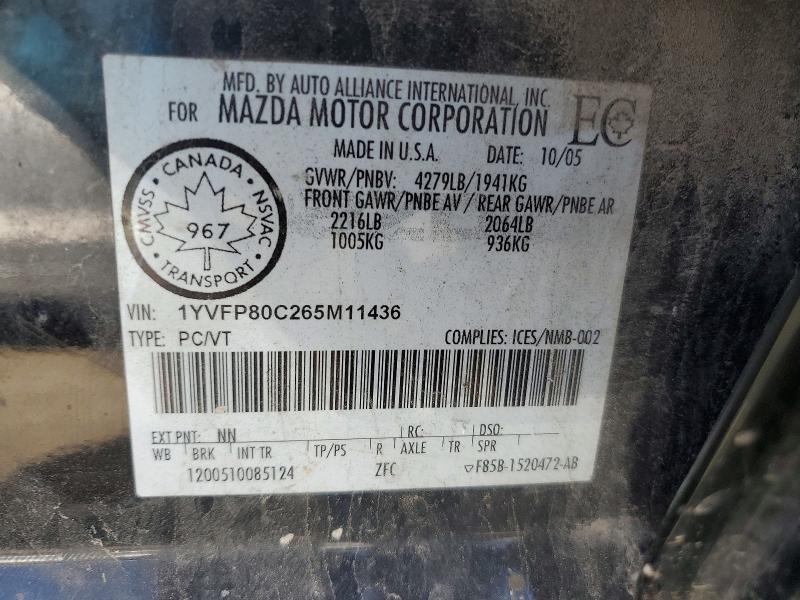 MFD. BY AUTO ALLIANCE INTERNATIONAL, INC.
FOR MAZDA MOTOR CORPORATION EC
MADE IN U.S.A. DATE: 10/05
GVWR/PNBV: 4279LB/1941KG
FRONT GAWR/PNBE AV / REAR GAWR/PNBE AR
2216LB 2064LB
1005KG 936KG
CANADA
CMVSS NSVAC
967
TRANSPORT
VIN: 1YVFP80C265M11436
TYPE: PC/VT COMPLIES: ICES/NMB-002
EXT PNT: NN RC: DSO:
WB BRK INT TR TP/PS R AXLE TR SPR
1200510085124 ZFC ▽F85B-1520472-AB